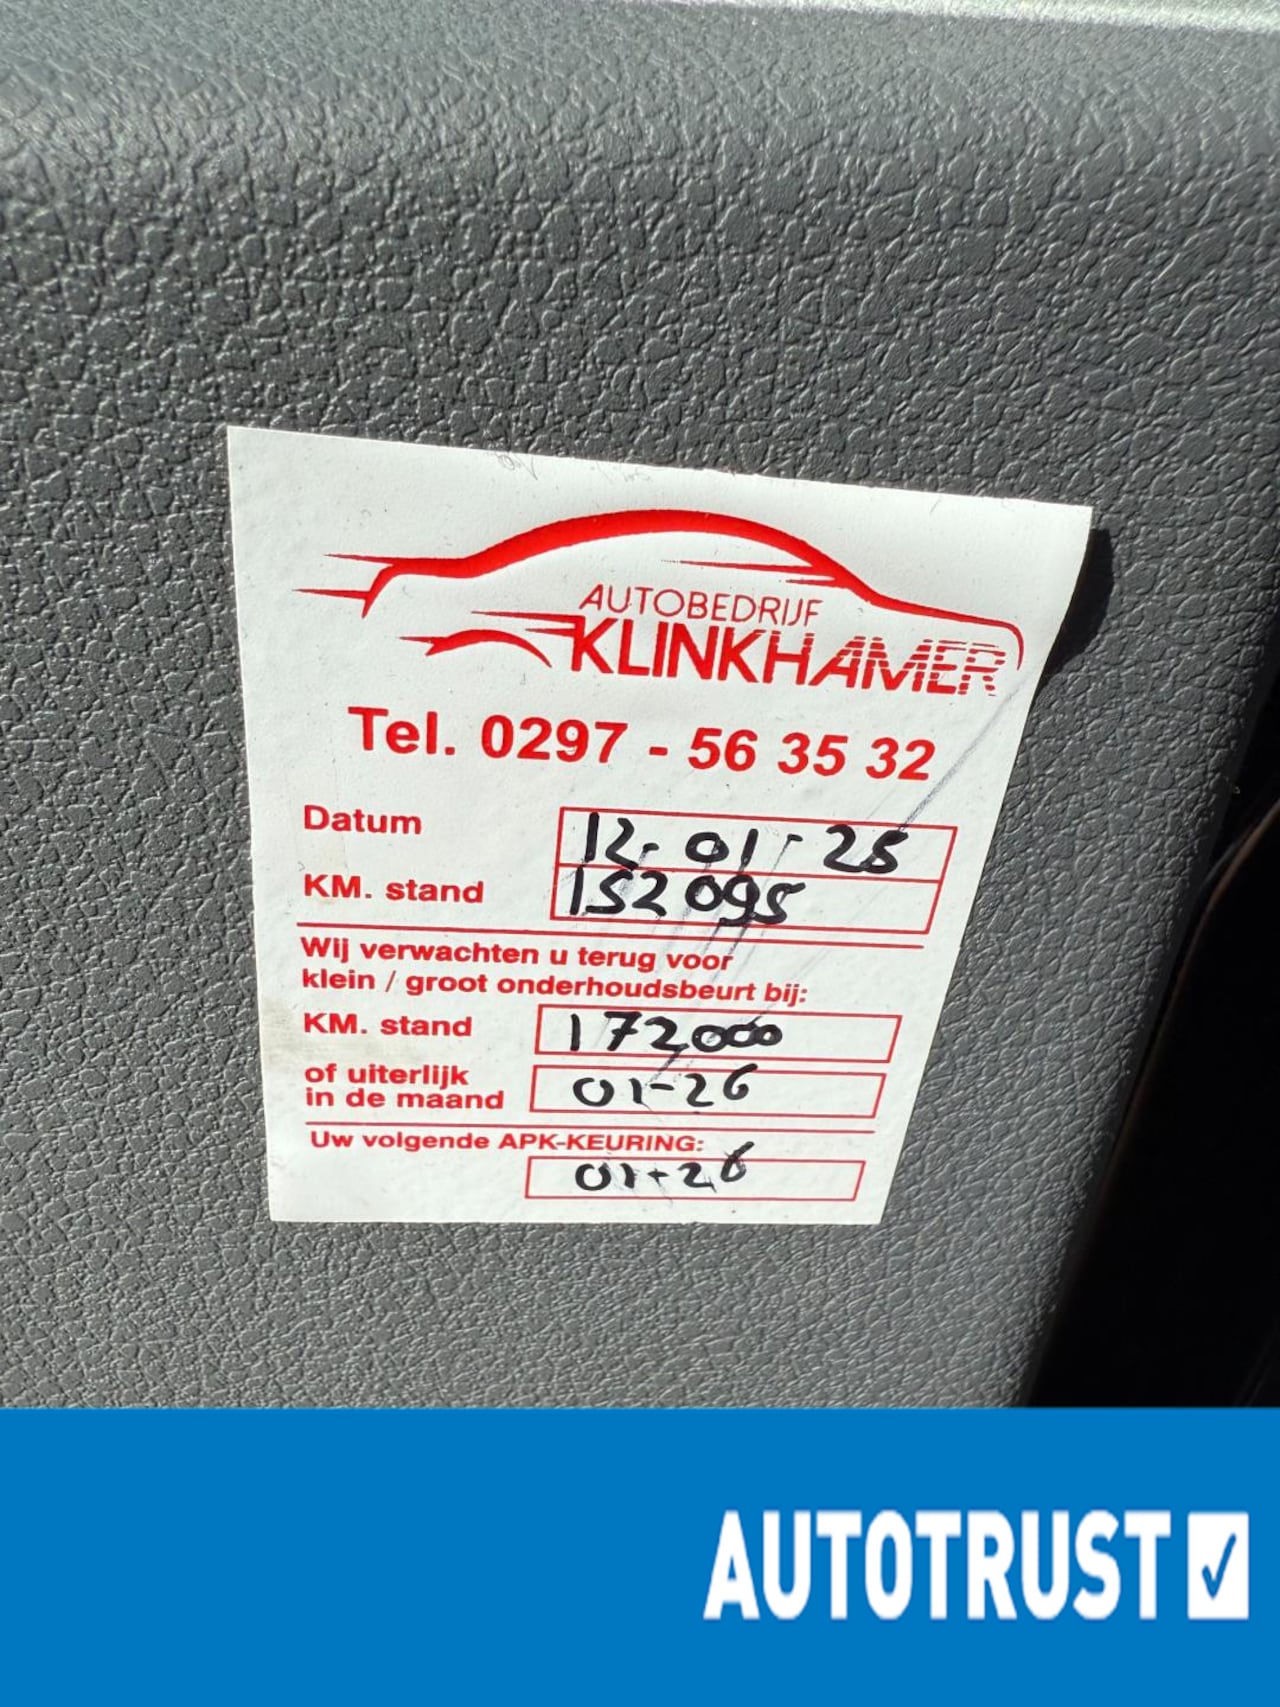 AUTOBEDRIJF
KLINKHAMER
Tel. 0297 - 56 35 32
Datum 12-01-25
KM. stand 152095
Wij verwachten u terug voor
klein / groot onderhoudsbeurt bij:
KM. stand 172000
of uiterlijk
in de maand 01-26
Uw volgende APK-KEURING:
01-26
AUTOTRUST